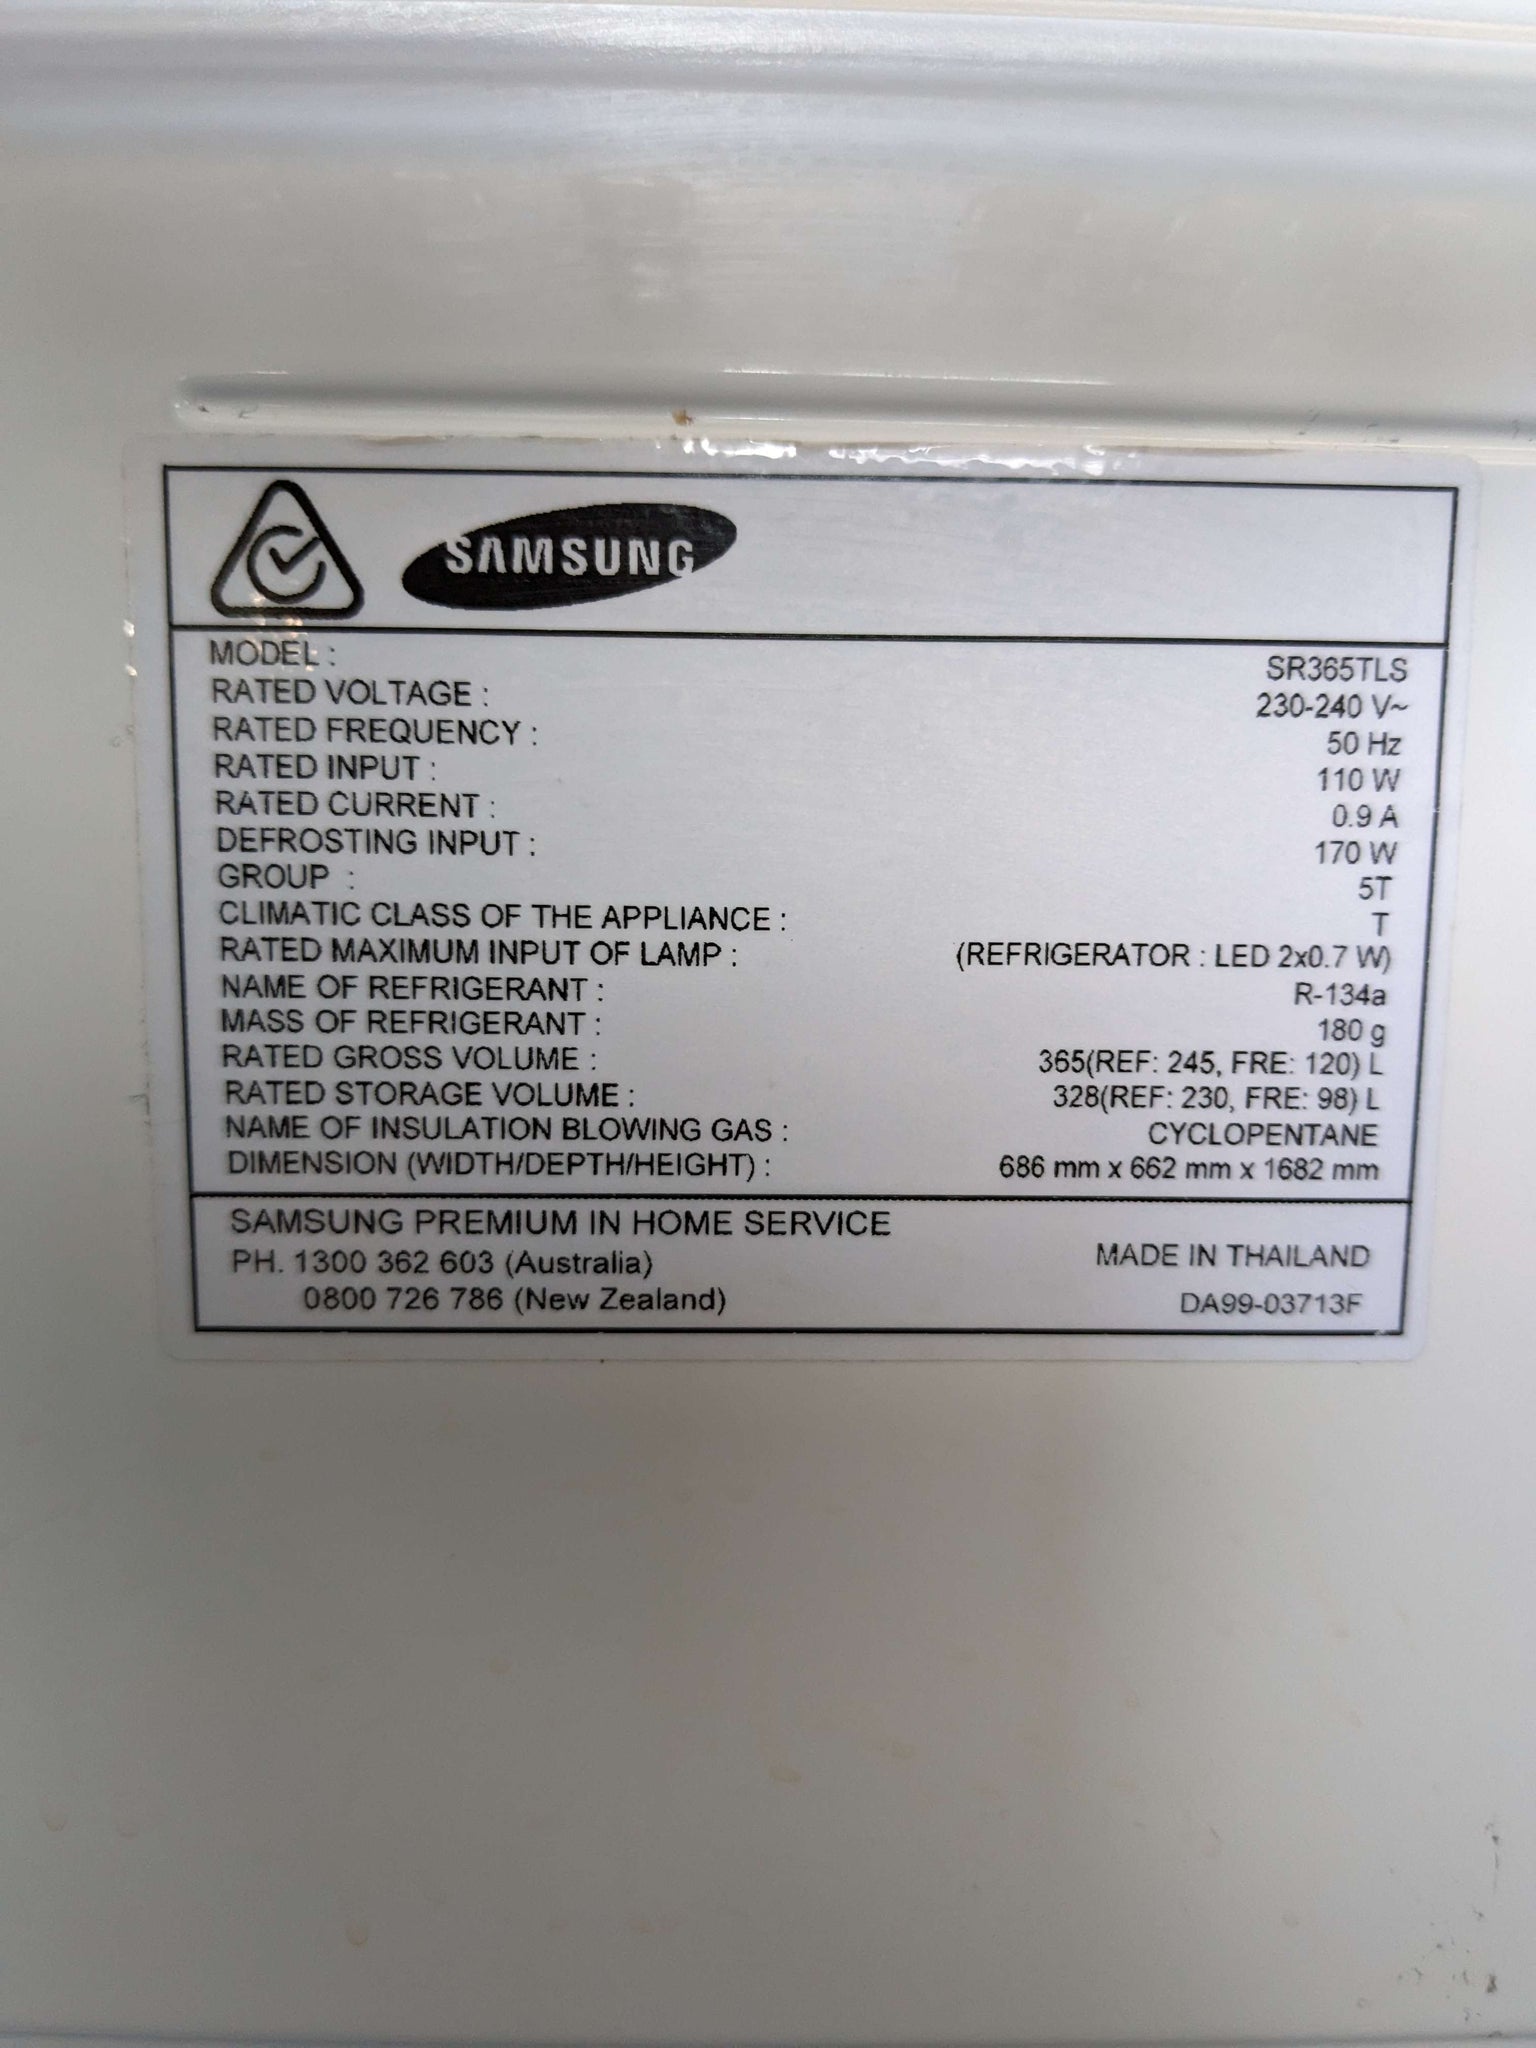 SAMSUNG
MODEL : SR365TLS
RATED VOLTAGE : 230-240 V~
RATED FREQUENCY : 50 Hz
RATED INPUT : 110 W
RATED CURRENT : 0.9 A
DEFROSTING INPUT : 170 W
GROUP : 5T
CLIMATIC CLASS OF THE APPLIANCE : T
RATED MAXIMUM INPUT OF LAMP : (REFRIGERATOR : LED 2x0.7 W)
NAME OF REFRIGERANT : R-134a
MASS OF REFRIGERANT : 180 g
RATED GROSS VOLUME : 365(REF: 245, FRE: 120) L
RATED STORAGE VOLUME : 328(REF: 230, FRE: 98) L
NAME OF INSULATION BLOWING GAS : CYCLOPENTANE
DIMENSION (WIDTH/DEPTH/HEIGHT) : 686 mm x 662 mm x 1682 mm
SAMSUNG PREMIUM IN HOME SERVICE
PH. 1300 362 603 (Australia) MADE IN THAILAND
0800 726 786 (New Zealand) DA99-03713F